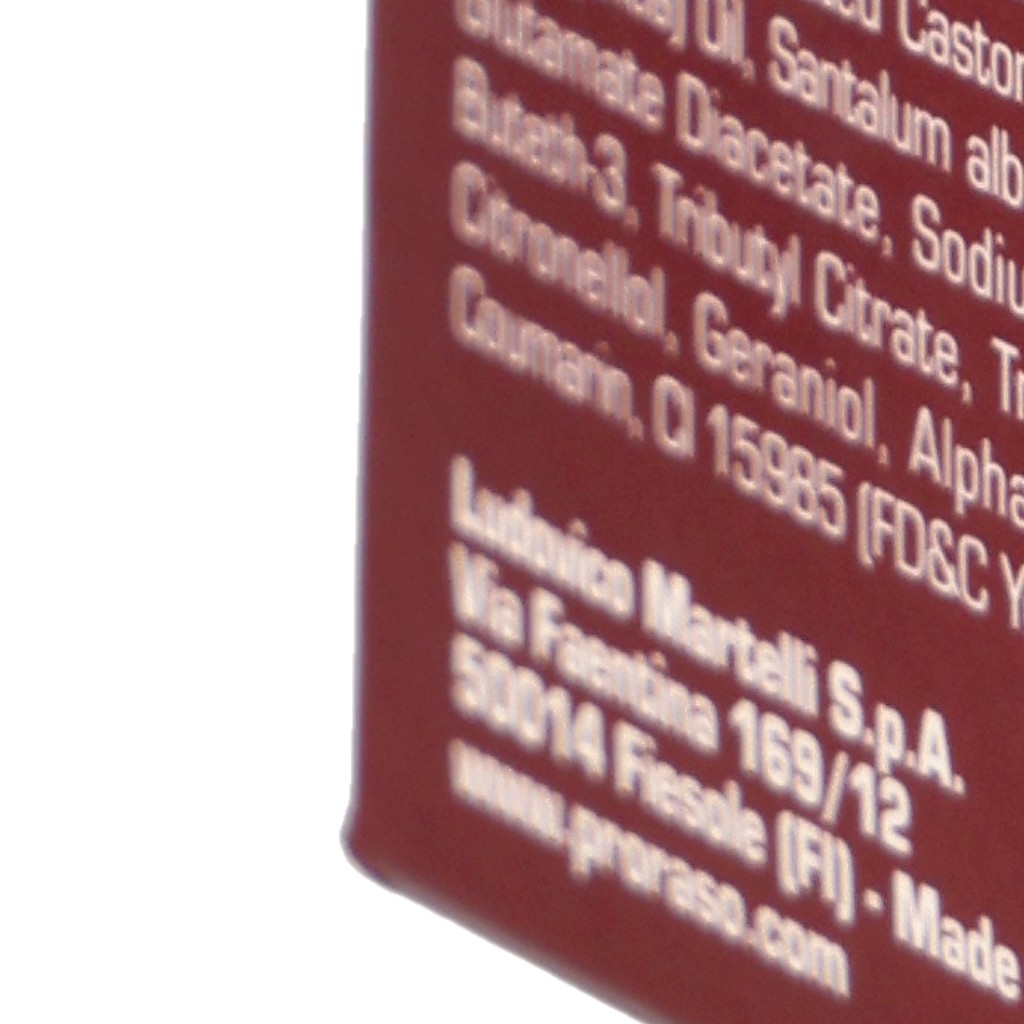 Castor
Oil, Santalum alb
Glutamate Diacetate, Sodiu
Buteth-3, Tributyl Citrate, Tr
Citronellol, Geraniol, Alpha
Coumarin, CI 15985 (FD&C Y
Ludovico Martelli S.p.A.
Via Faentina 169/12
50014 Fiesole (FI) - Made
www.proraso.com